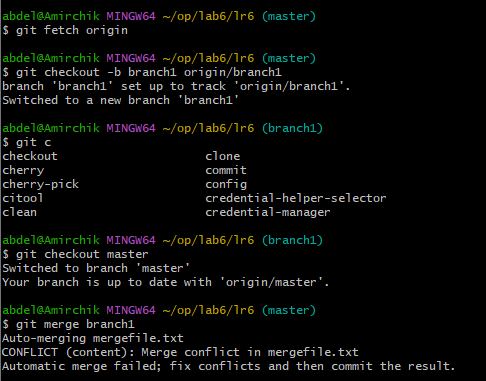 abdel@Amirchik MINGW64 ~/op/lab6/lr6 (master)
$ git fetch origin
abdel@Amirchik MINGW64 ~/op/lab6/lr6 (master)
$ git checkout -b branch1 origin/branch1
branch 'branch1' set up to track 'origin/branch1'.
Switched to a new branch 'branch1'
abdel@Amirchik MINGW64 ~/op/lab6/lr6 (branch1)
$ git c
checkout clone
cherry commit
cherry-pick config
citool credential-helper-selector
clean credential-manager
abdel@Amirchik MINGW64 ~/op/lab6/lr6 (branch1)
$ git checkout master
Switched to branch 'master'
Your branch is up to date with 'origin/master'.
abdel@Amirchik MINGW64 ~/op/lab6/lr6 (master)
$ git merge branch1
Auto-merging mergefile.txt
CONFLICT (content): Merge conflict in mergefile.txt
Automatic merge failed; fix conflicts and then commit the result.